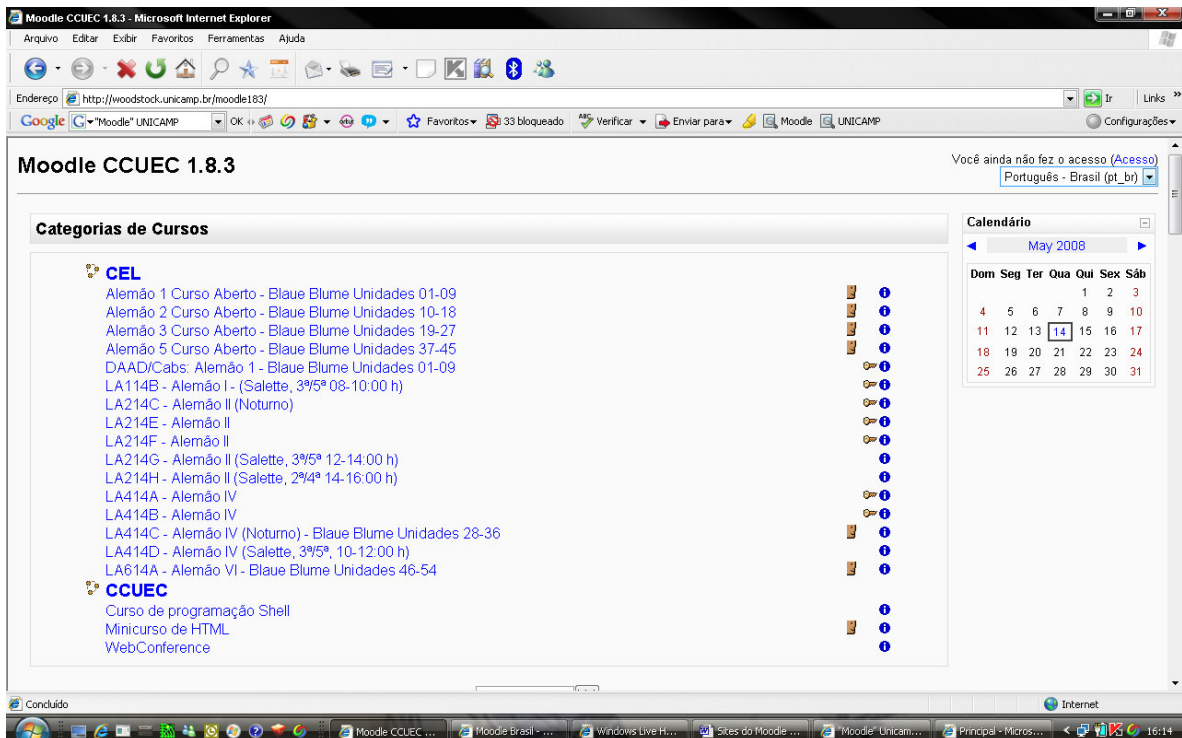 Moodle CCUEC 1.8.3 - Microsoft Internet Explorer
Arquivo Editar Exibir Favoritos Ferramentas Ajuda
Endereço http://woodstock.unicamp.br/moodle183/ Ir Links »
Google "Moodle" UNICAMP OK Favoritos 33 bloqueado Verificar Enviar para Moodle UNICAMP Configurações
Moodle CCUEC 1.8.3
Você ainda não fez o acesso (Acesso)
Português - Brasil (pt_br)
Categorias de Cursos
CEL
Alemão 1 Curso Aberto - Blaue Blume Unidades 01-09
Alemão 2 Curso Aberto - Blaue Blume Unidades 10-18
Alemão 3 Curso Aberto - Blaue Blume Unidades 19-27
Alemão 5 Curso Aberto - Blaue Blume Unidades 37-45
DAAD/Cabs: Alemão 1 - Blaue Blume Unidades 01-09
LA114B - Alemão I - (Salette, 3ª/5ª 08-10:00 h)
LA214C - Alemão II (Noturno)
LA214E - Alemão II
LA214F - Alemão II
LA214G - Alemão II (Salette, 3ª/5ª 12-14:00 h)
LA214H - Alemão II (Salette, 2ª/4ª 14-16:00 h)
LA414A - Alemão IV
LA414B - Alemão IV
LA414C - Alemão IV (Noturno) - Blaue Blume Unidades 28-36
LA414D - Alemão IV (Salette, 3ª/5ª, 10-12:00 h)
LA614A - Alemão VI - Blaue Blume Unidades 46-54
CCUEC
Curso de programação Shell
Minicurso de HTML
WebConference
Calendário
May 2008
Dom Seg Ter Qua Qui Sex Sáb
1 2 3
4 5 6 7 8 9 10
11 12 13 14 15 16 17
18 19 20 21 22 23 24
25 26 27 28 29 30 31
Concluído Internet
Moodle CCUEC ... Moodle Brasil - ... Windows Live H... Sites do Moodle ... "Moodle" Unicam... Principal - Micros... 16:14